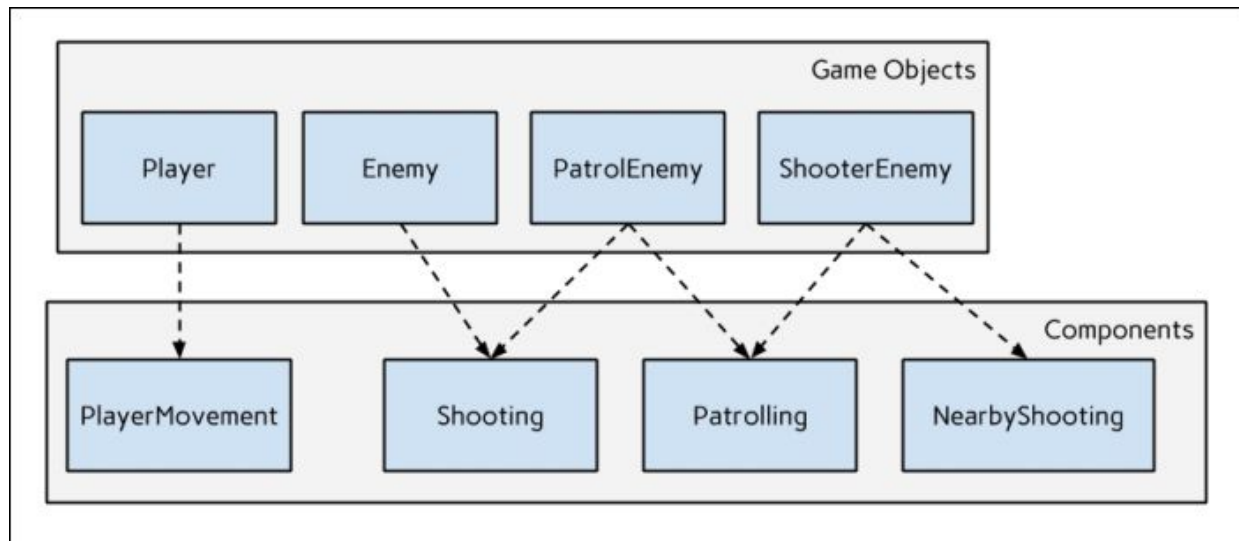 Game Objects
Player
Enemy
PatrolEnemy
ShooterEnemy
Components
PlayerMovement
Shooting
Patrolling
NearbyShooting